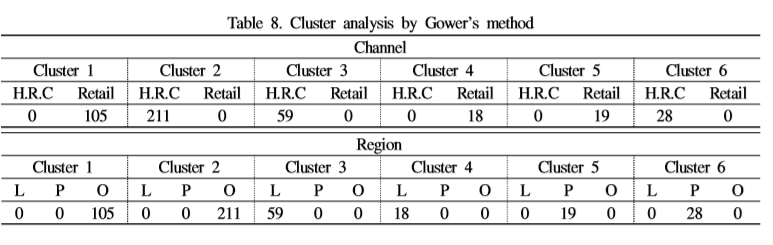 Table 8. Cluster analysis by Gower's method
Channel
Cluster 1 Cluster 2 Cluster 3 Cluster 4 Cluster 5 Cluster 6
H.R.C Retail H.R.C Retail H.R.C Retail H.R.C Retail H.R.C Retail H.R.C Retail
0 105 211 0 59 0 0 18 0 19 28 0
Region
Cluster 1 Cluster 2 Cluster 3 Cluster 4 Cluster 5 Cluster 6
L P O L P O L P O L P O L P O L P O
0 0 105 0 0 211 59 0 0 18 0 0 0 19 0 0 28 0